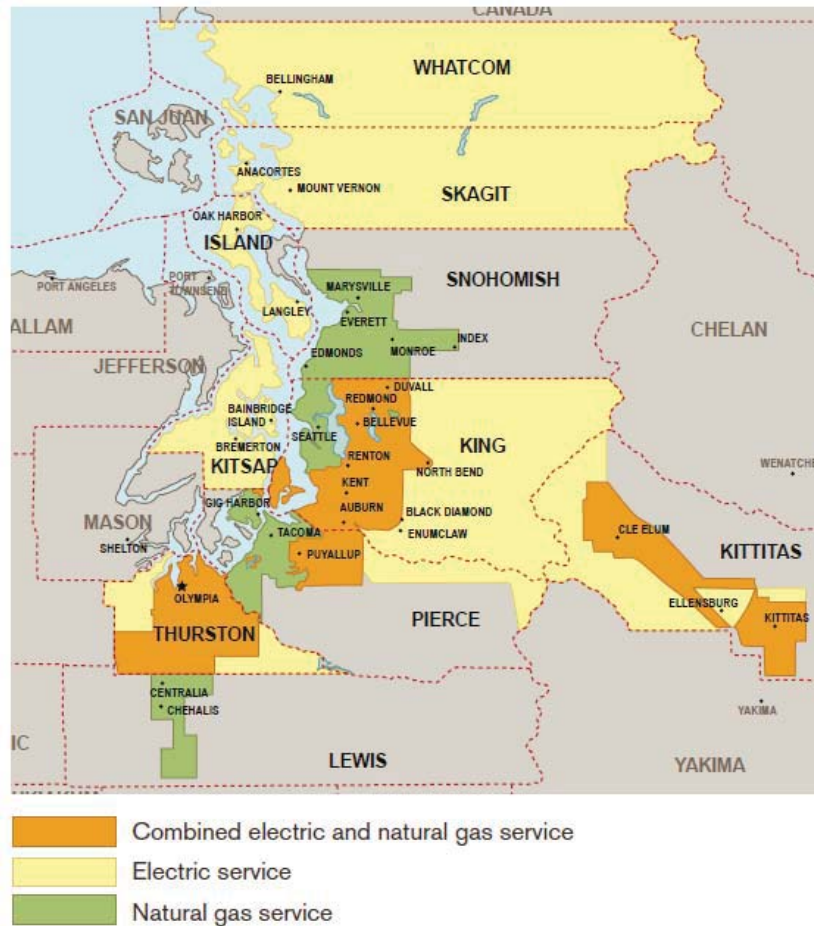 CANADA
WHATCOM
BELLINGHAM
SAN JUAN
ANACORTES
MOUNT VERNON
SKAGIT
OAK HARBOR
ISLAND
SNOHOMISH
PORT ANGELES
PORT
TOWNSEND
MARYSVILLE
LANGLEY
EVERETT
ALLAM
CHELAN
INDEX
MONROE
EDMONDS
JEFFERSON
DUVALL
REDMOND
BAINBRIDGE
ISLAND
BELLEVUE
SEATTLE
KING
BREMERTON
RENTON
KITSAP
NORTH BEND
WENATCHE
KENT
GIG HARBOR
AUBURN
BLACK DIAMOND
MASON
ENUMCLAW
TACOMA
CLE ELUM
SHELTON
PUYALLUP
KITTITAS
OLYMPIA
ELLENSBURG
PIERCE
KITTITAS
THURSTON
CENTRALIA
CHEHALIS
YAKIMA
IC
LEWIS
YAKIMA
Combined electric and natural gas service
Electric service
Natural gas service